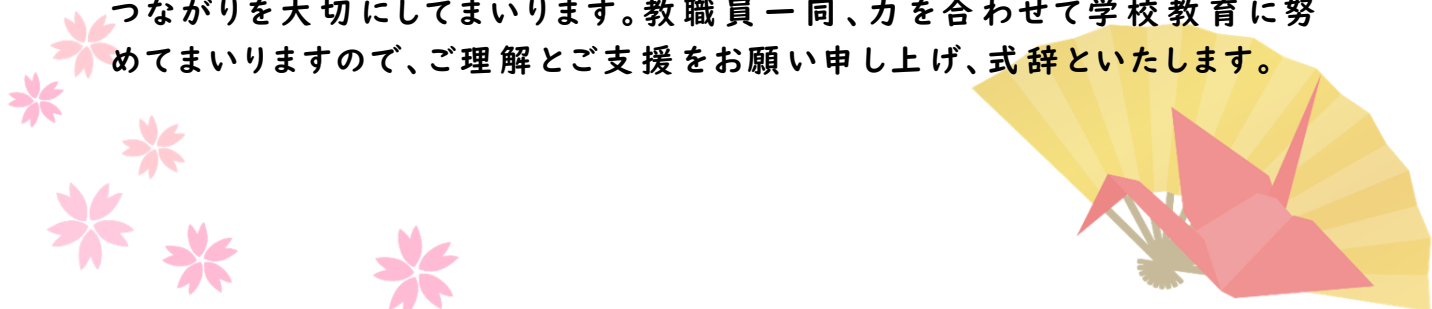 つながりを大切にしてまいります。教職員一同、力を合わせて学校教育に努
めてまいりますので、ご理解とご支援をお願い申し上げ、式辞といたします。